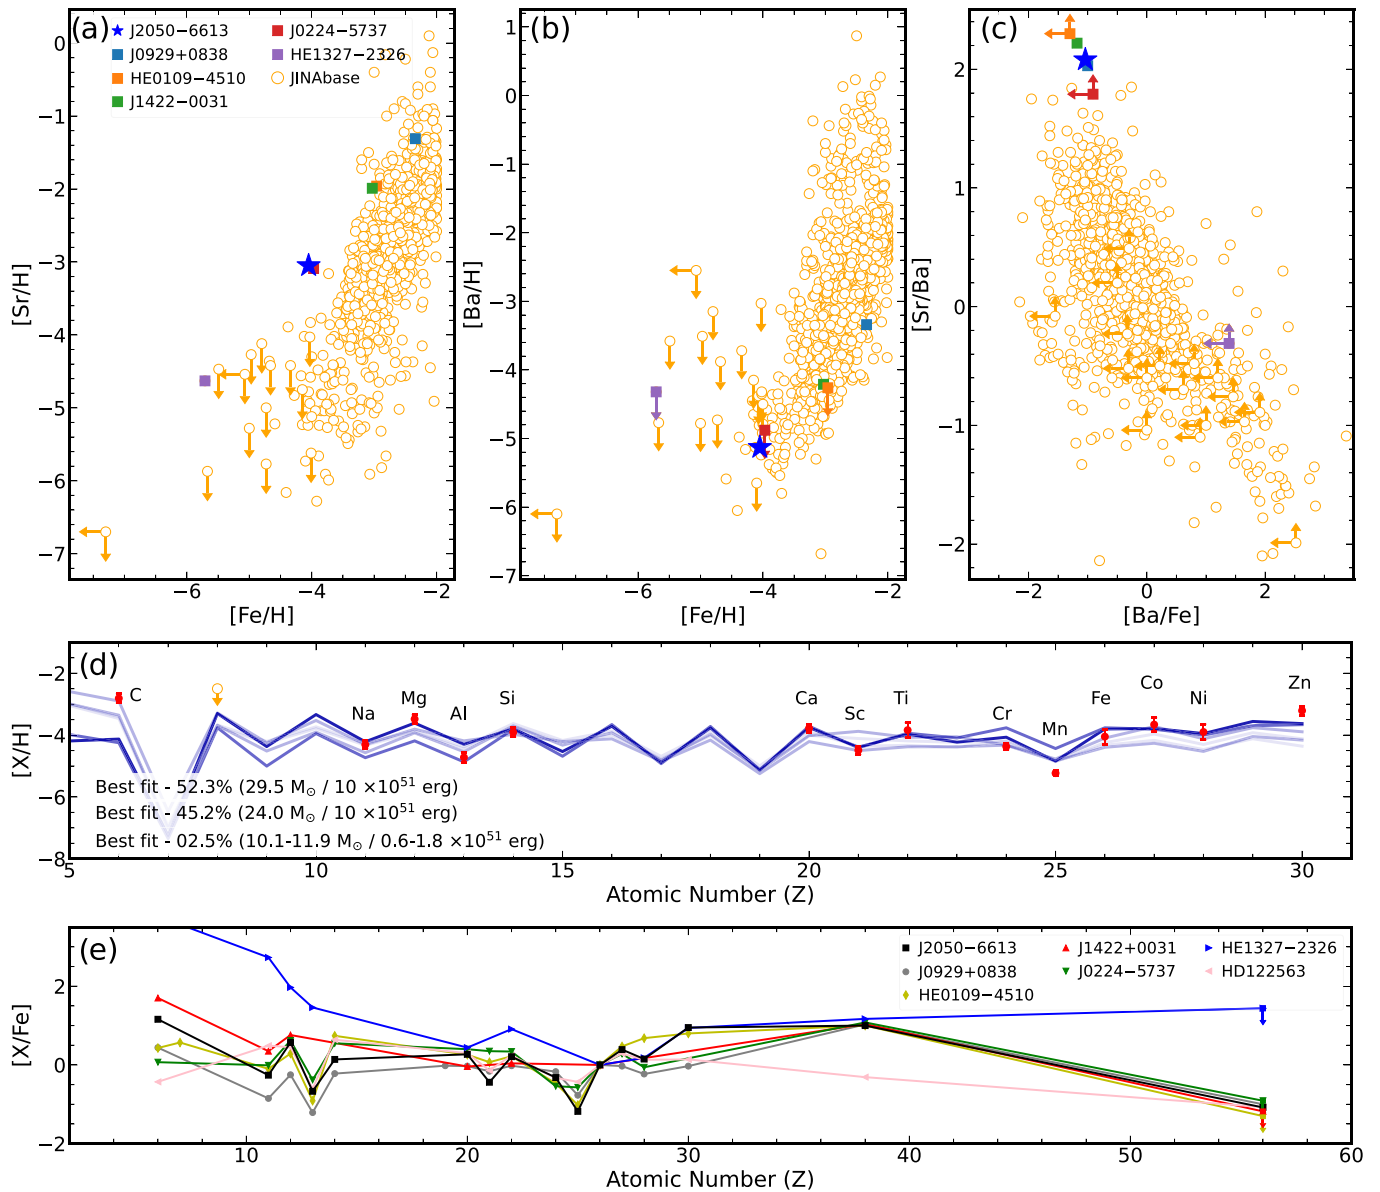 (a)
J2050−6613
J0929+0838
HE0109−4510
J1422−0031
J0224−5737
HE1327−2326
JINAbase
0
−1
−2
−3
−4
−5
−6
−7
[Sr/H]
−6
−4
−2
[Fe/H]
(b)
1
0
−1
−2
−3
−4
−5
−6
−7
[Ba/H]
−6
−4
−2
[Fe/H]
(c)
2
1
0
−1
−2
[Sr/Ba]
−2
0
2
[Ba/Fe]
(d)
−2
−4
−6
−8
[X/H]
C
Na
Mg
Al
Si
Ca
Sc
Ti
Cr
Mn
Fe
Co
Ni
Zn
Best fit - 52.3% (29.5 M⊙ / 10 ×10⁵¹ erg)
Best fit - 45.2% (24.0 M⊙ / 10 ×10⁵¹ erg)
Best fit - 02.5% (10.1-11.9 M⊙ / 0.6-1.8 ×10⁵¹ erg)
5
10
15
20
25
30
Atomic Number (Z)
(e)
J2050−6613
J0929+0838
HE0109−4510
J1422+0031
J0224−5737
HE1327−2326
HD122563
2
0
−2
[X/Fe]
10
20
30
40
50
60
Atomic Number (Z)